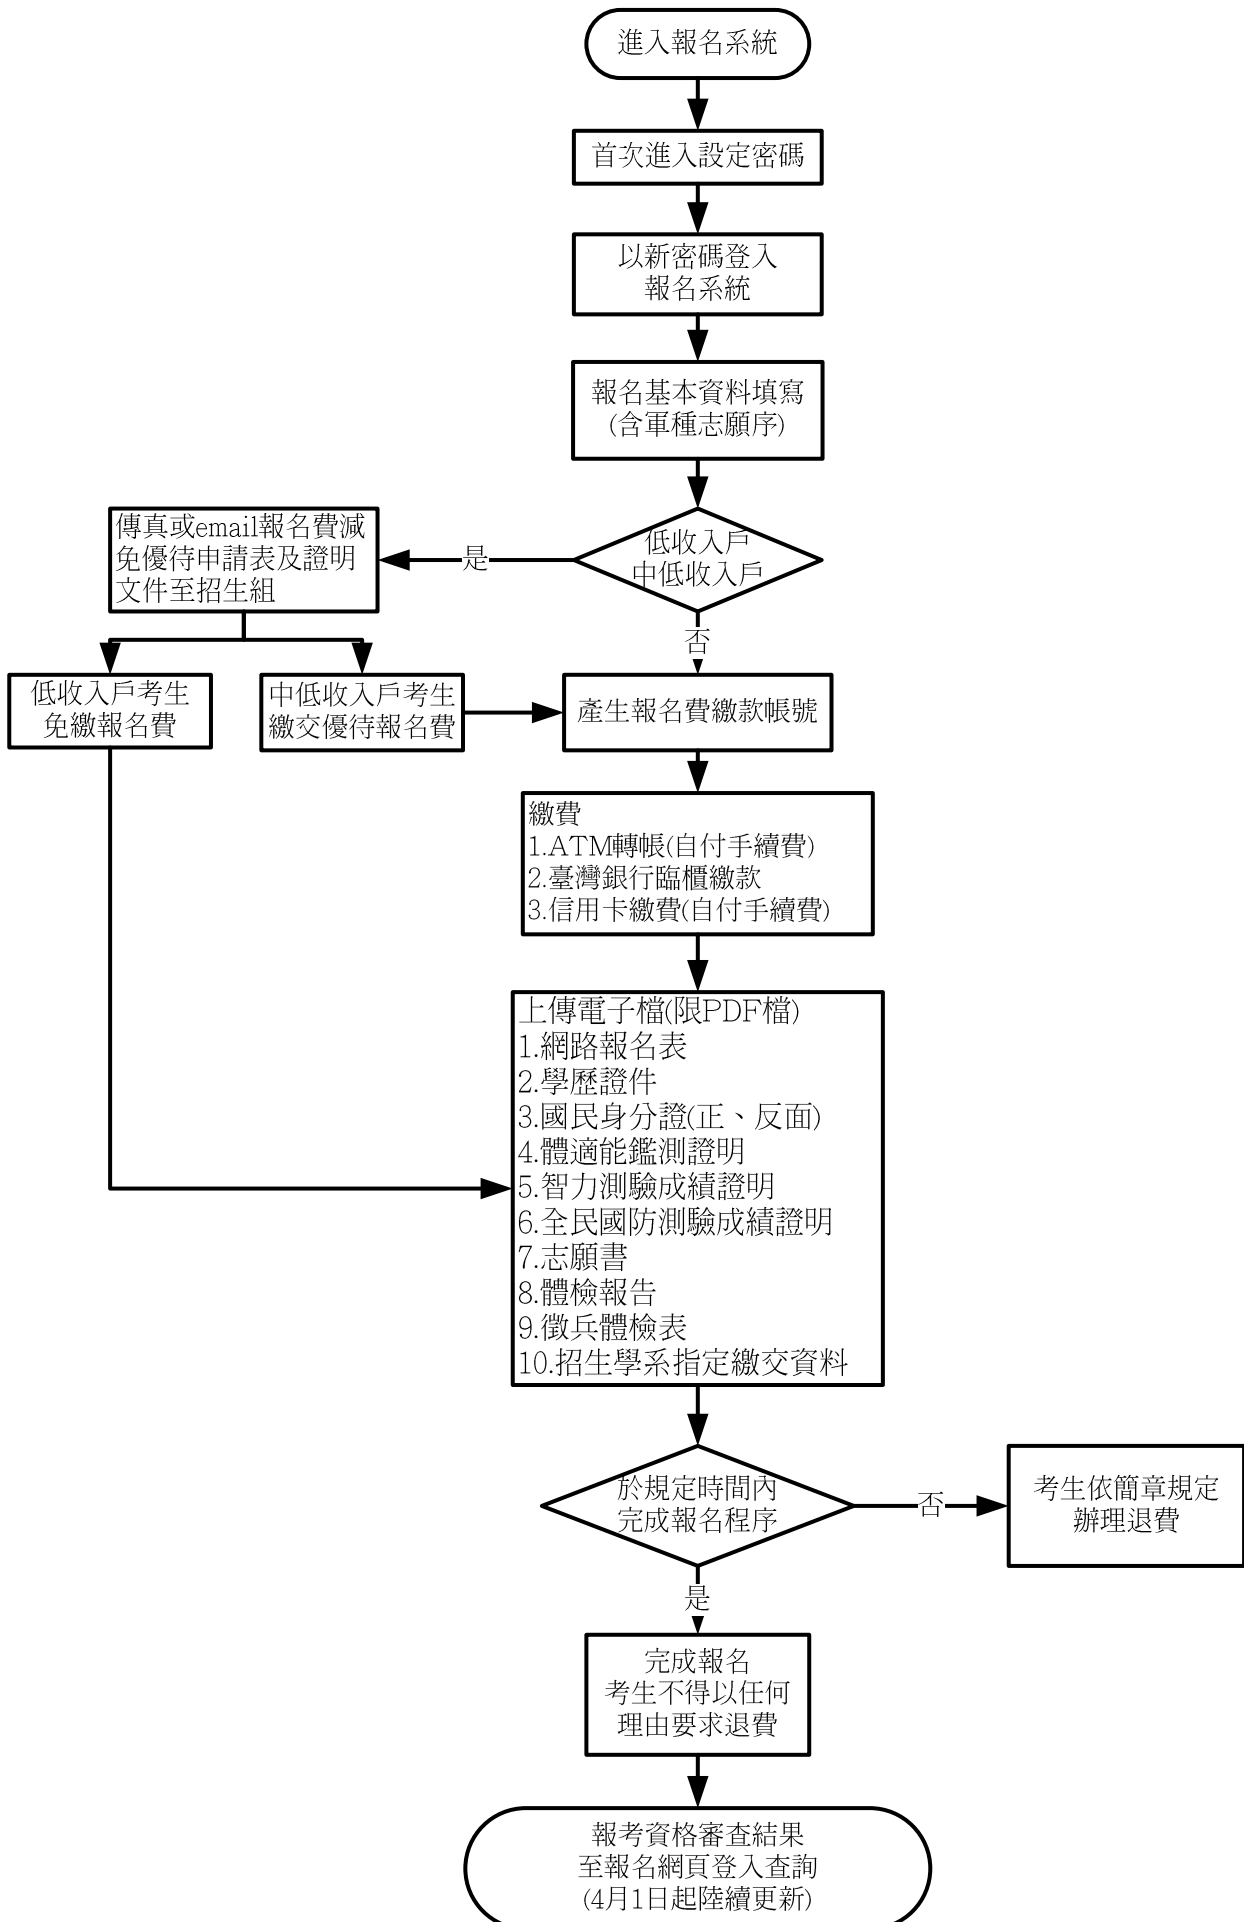 進入報名系統
首次進入設定密碼
以新密碼登入
報名系統
報名基本資料填寫
(含軍種志願序)
低收入戶
中低收入戶
是
傳真或email報名費減
免優待申請表及證明
文件至招生組
否
低收入戶考生
免繳報名費
中低收入戶考生
繳交優待報名費
產生報名費繳款帳號
繳費
1.ATM轉帳(自付手續費)
2.臺灣銀行臨櫃繳款
3.信用卡繳費(自付手續費)
上傳電子檔(限PDF檔)
1.網路報名表
2.學歷證件
3.國民身分證(正、反面)
4.體適能鑑測證明
5.智力測驗成績證明
6.全民國防測驗成績證明
7.志願書
8.體檢報告
9.徵兵體檢表
10.招生學系指定繳交資料
於規定時間內
完成報名程序
否
考生依簡章規定
辦理退費
是
完成報名
考生不得以任何
理由要求退費
報考資格審查結果
至報名網頁登入查詢
(4月1日起陸續更新)